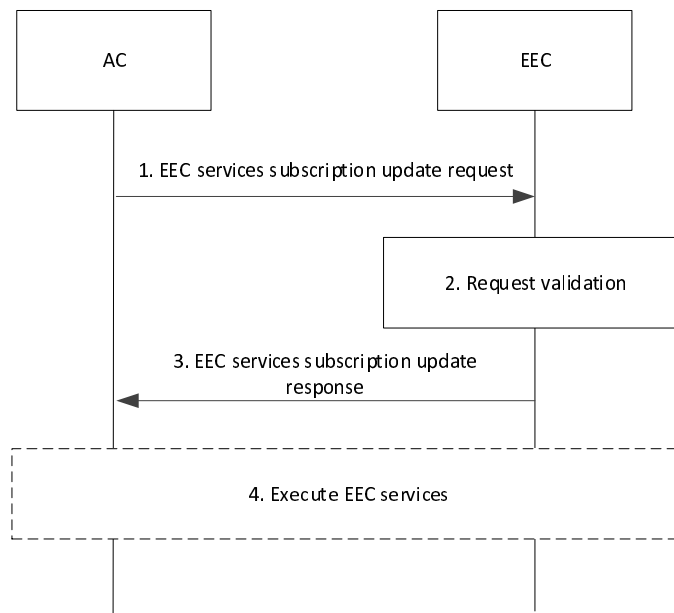 AC
EEC
1. EEC services subscription update request
2. Request validation
3. EEC services subscription update
response
4. Execute EEC services